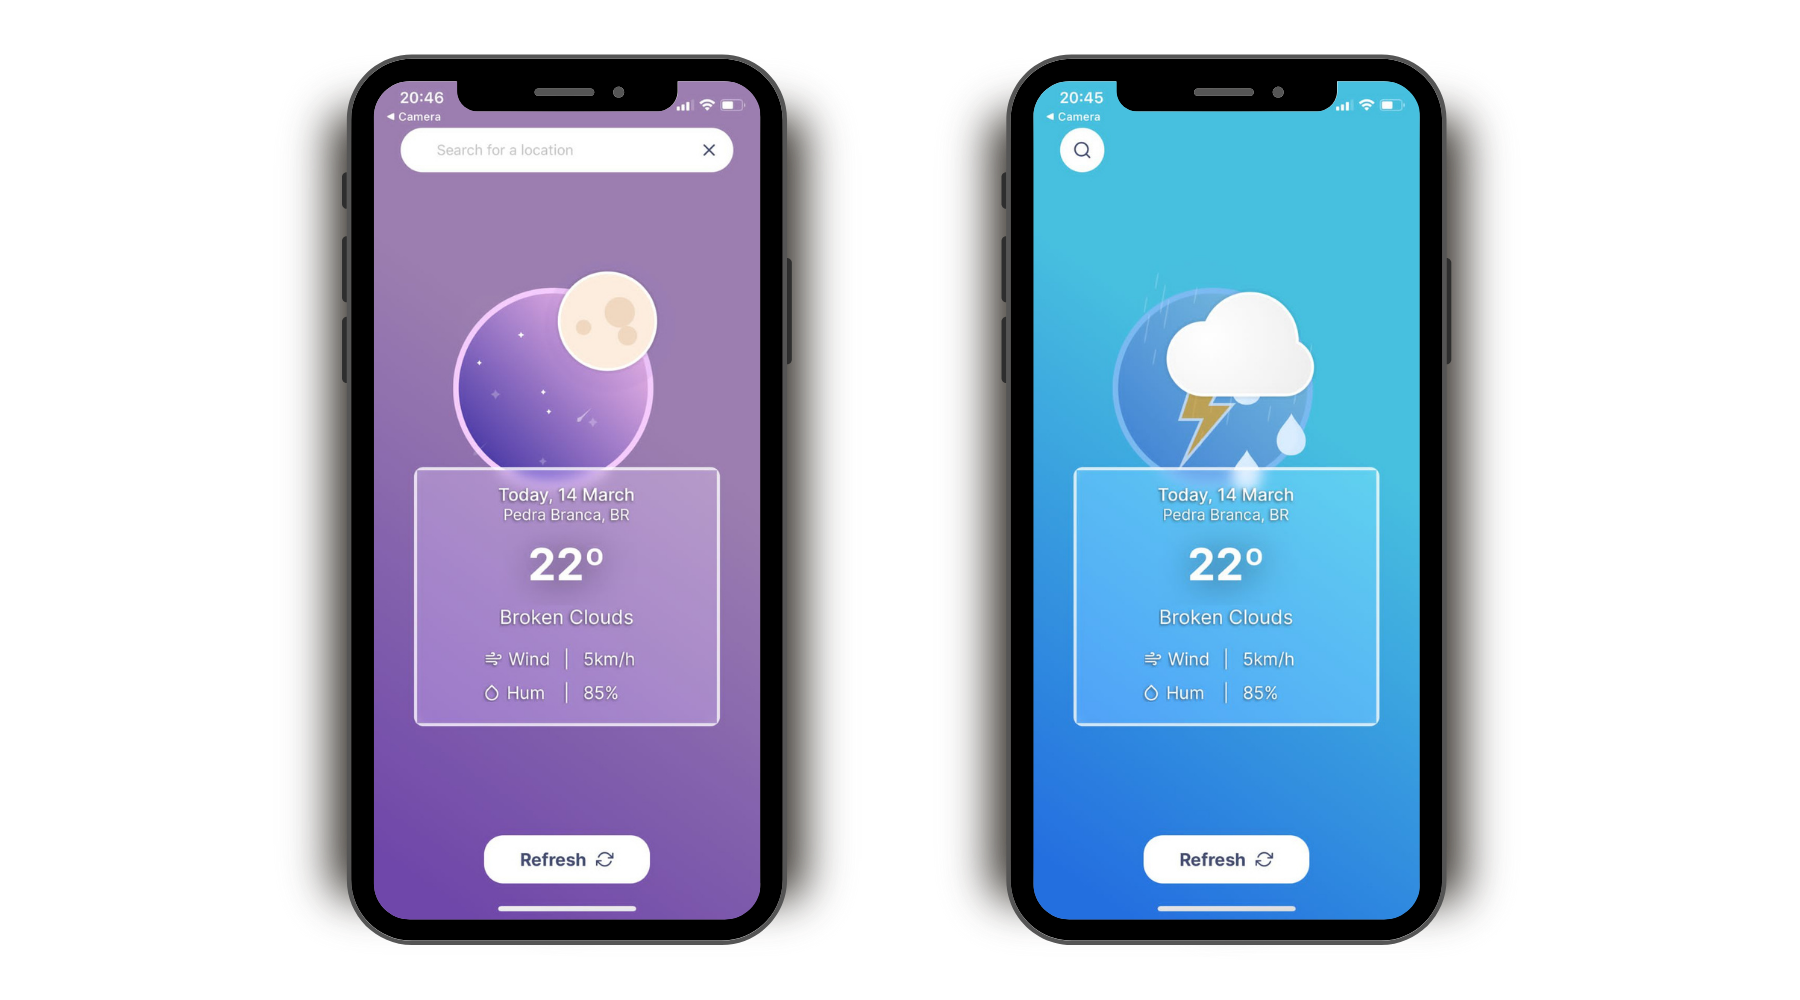 20:46
◀ Camera
Search for a location
Today, 14 March
Pedra Branca, BR
22º
Broken Clouds
Wind | 5km/h
Hum | 85%
Refresh
20:45
◀ Camera
Today, 14 March
Pedra Branca, BR
22º
Broken Clouds
Wind | 5km/h
Hum | 85%
Refresh